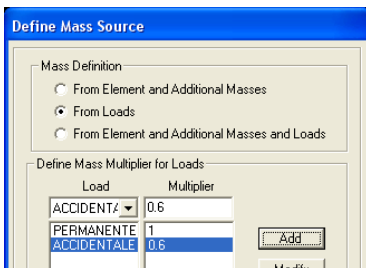 Define Mass Source
Mass Definition
From Element and Additional Masses
From Loads
From Element and Additional Masses and Loads
Define Mass Multiplier for Loads
Load Multiplier
ACCIDENTA 0.6
PERMANENTE 1
ACCIDENTALE 0.6
Add
Modify